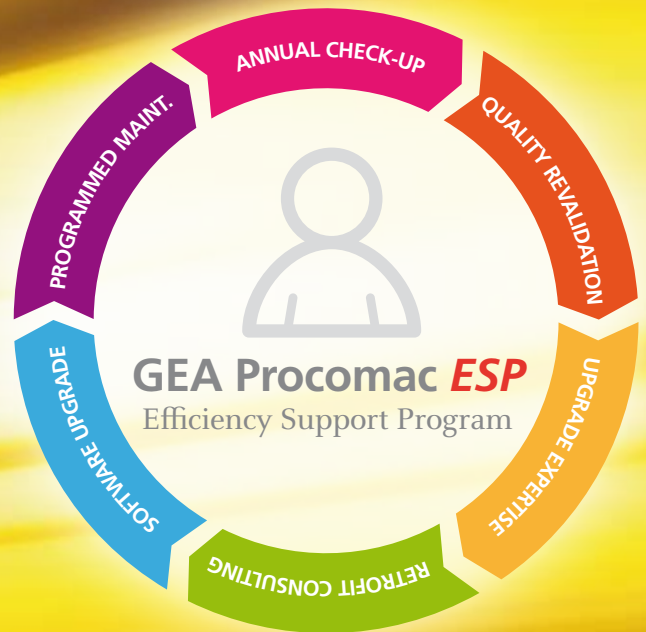 ANNUAL CHECK-UP
QUALITY REVALIDATION
UPGRADE EXPERTISE
RETROFIT CONSULTING
SOFTWARE UPGRADE
PROGRAMMED MAINT.
GEA Procomac ESP
Efficiency Support Program